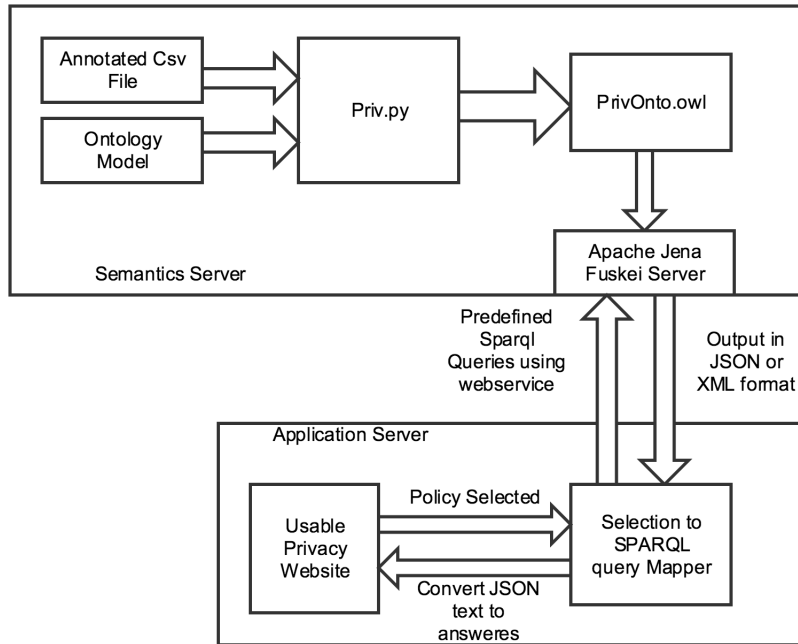 Annotated Csv
File
Ontology
Model
Priv.py
PrivOnto.owl
Apache Jena
Fuskei Server
Semantics Server
Predefined
Sparql
Queries using
webservice
Output in
JSON or
XML format
Application Server
Usable
Privacy
Website
Policy Selected
Selection to
SPARQL
query Mapper
Convert JSON
text to
answeres